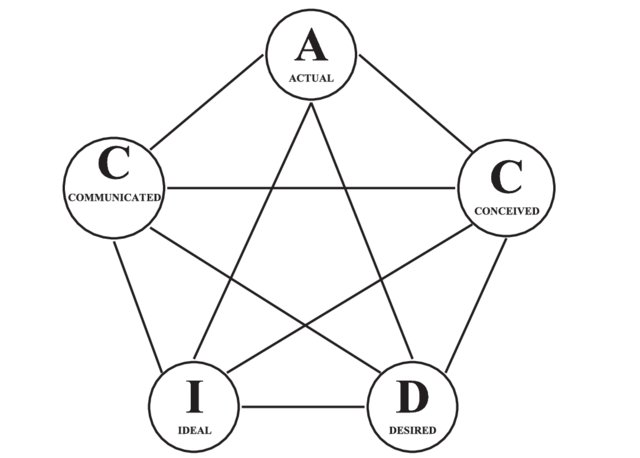 A
ACTUAL
C
COMMUNICATED
C
CONCEIVED
I
IDEAL
D
DESIRED